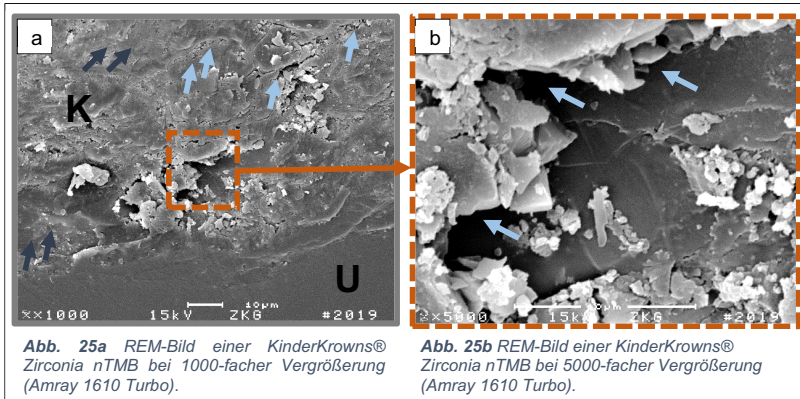 a
K
U
×1000 15kV 10µm ZKG #2019
b
×5000 15kV ZKG #2019
Abb. 25a REM-Bild einer KinderKrowns®
Zirconia nTMB bei 1000-facher Vergrößerung
(Amray 1610 Turbo).
Abb. 25b REM-Bild einer KinderKrowns®
Zirconia nTMB bei 5000-facher Vergrößerung
(Amray 1610 Turbo).